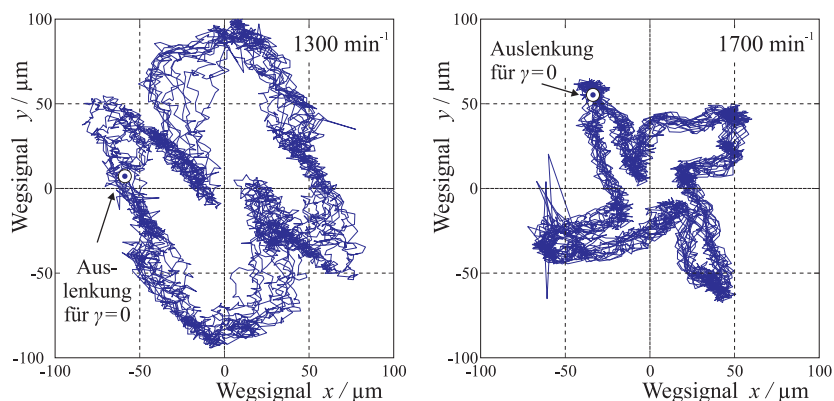 1300 min⁻¹
100
50
0
-50
-100
Wegsignal y / µm
Aus-
lenkung
für γ=0
-100
-50
0
50
100
Wegsignal x / µm
1700 min⁻¹
Auslenkung
für γ=0
100
50
0
-50
-100
Wegsignal y / µm
-100
-50
0
50
100
Wegsignal x / µm